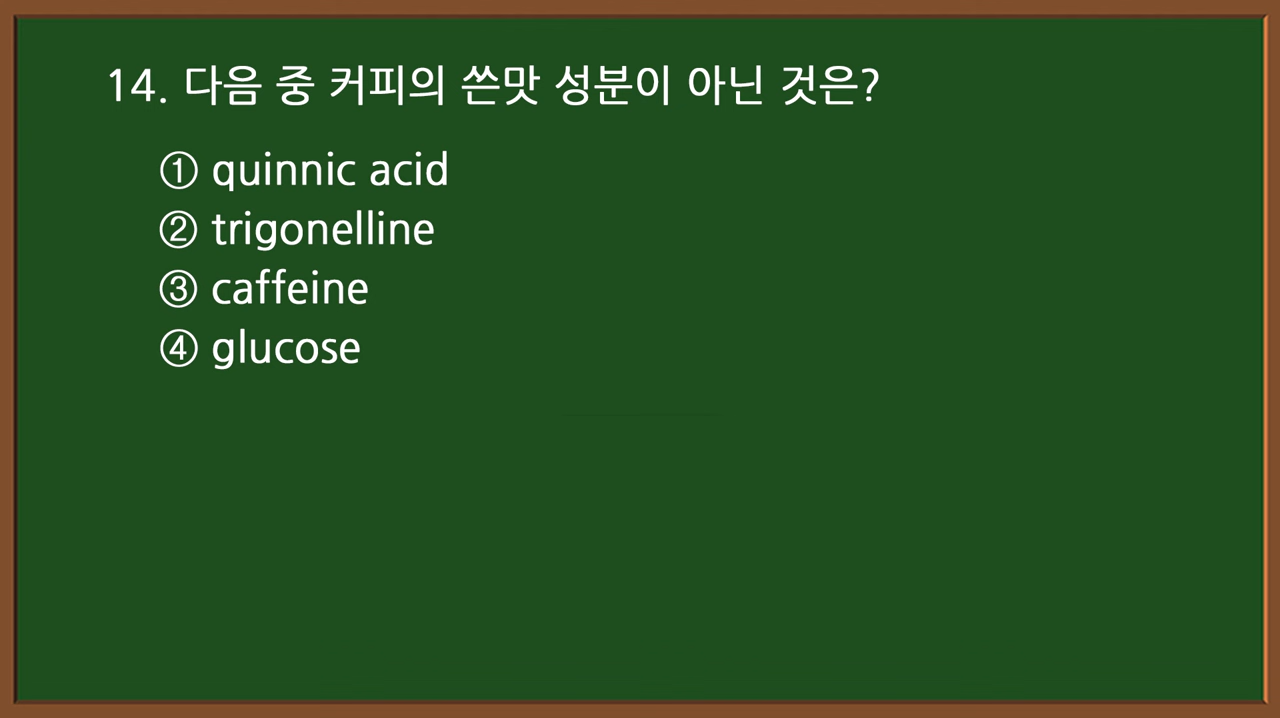 14. 다음 중 커피의 쓴맛 성분이 아닌 것은?
① quinnic acid
② trigonelline
③ caffeine
④ glucose